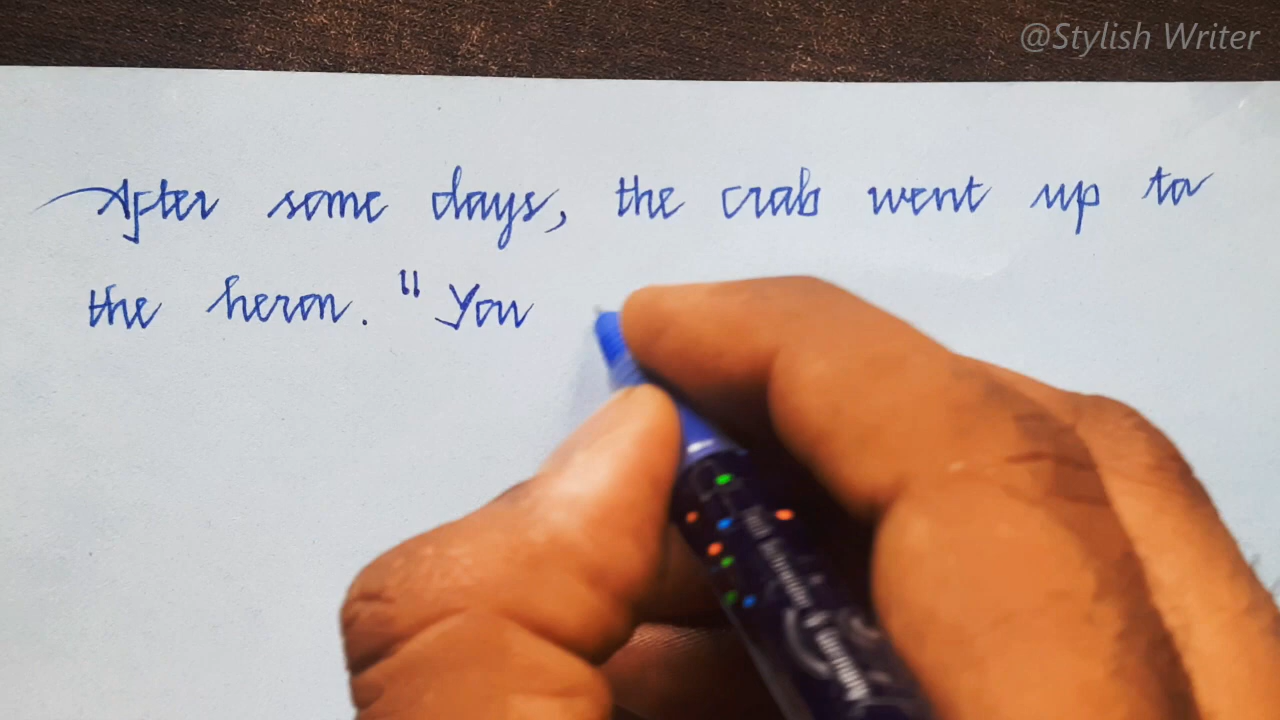 @Stylish Writer
After some days, the crab went up to
the heron. "You